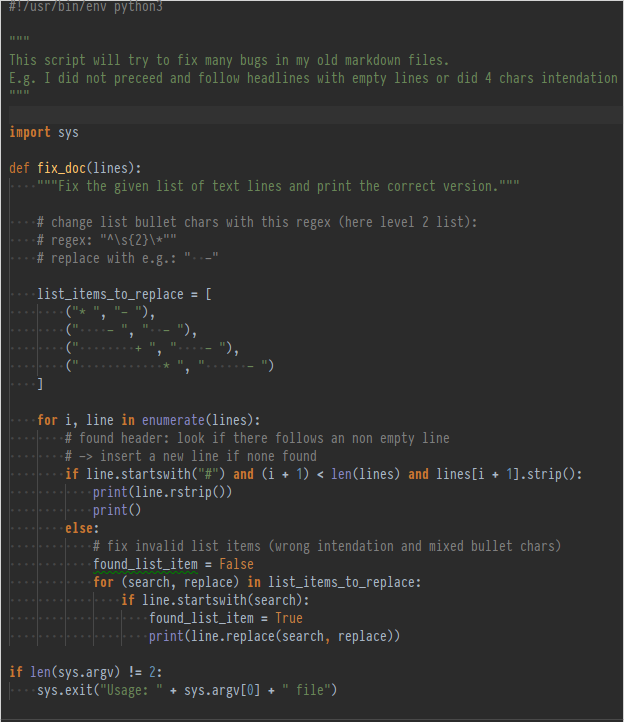 #!/usr/bin/env python3

"""
This script will try to fix many bugs in my old markdown files.
E.g. I did not preceed and follow headlines with empty lines or did 4 chars intendation
"""

import sys

def fix_doc(lines):
    """Fix the given list of text lines and print the correct version."""

    # change list bullet chars with this regex (here level 2 list):
    # regex: "^\s{2}\*""
    # replace with e.g.: "  -"

    list_items_to_replace = [
        ("* ", "- "),
        ("    - ", "  - "),
        ("        + ", "    - "),
        ("            * ", "      - ")
    ]

    for i, line in enumerate(lines):
        # found header: look if there follows an non empty line
        # -> insert a new line if none found
        if line.startswith("#") and (i + 1) < len(lines) and lines[i + 1].strip():
            print(line.rstrip())
            print()
        else:
            # fix invalid list items (wrong intendation and mixed bullet chars)
            found_list_item = False
            for (search, replace) in list_items_to_replace:
                if line.startswith(search):
                    found_list_item = True
                    print(line.replace(search, replace))

if len(sys.argv) != 2:
    sys.exit("Usage: " + sys.argv[0] + " file")